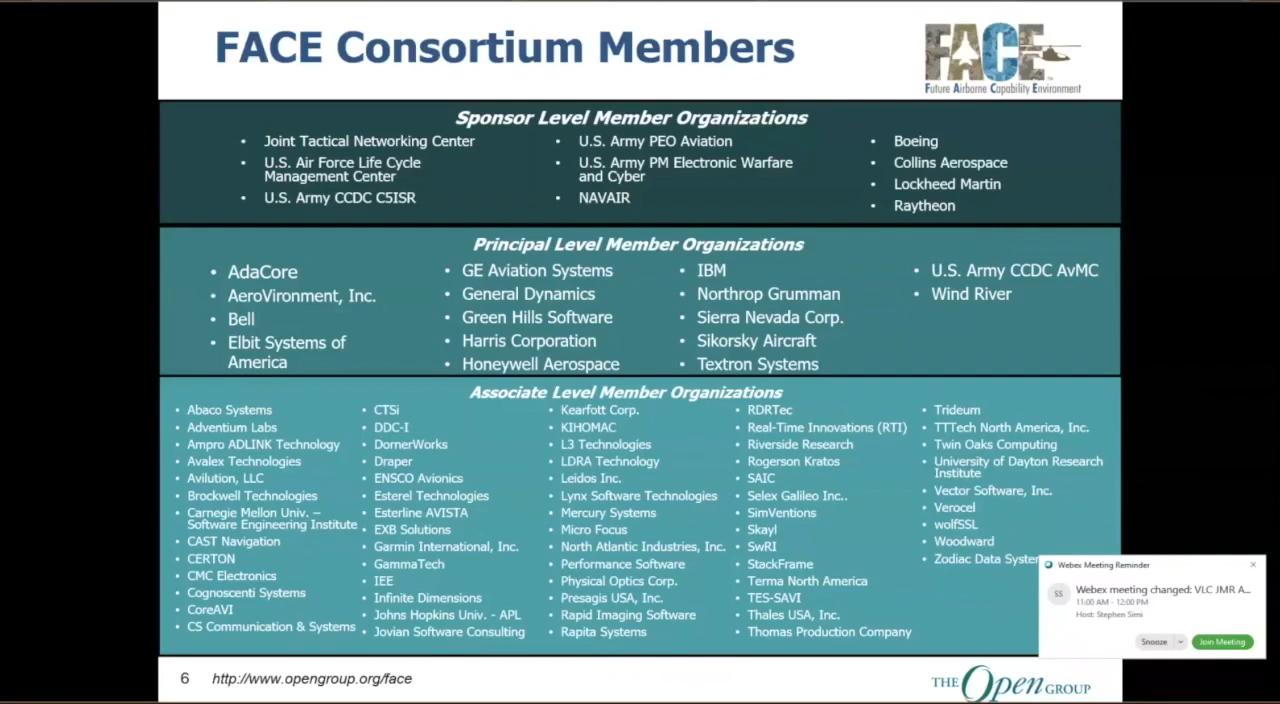 FACE Consortium Members
FACE
Future Airborne Capability Environment
Sponsor Level Member Organizations
• Joint Tactical Networking Center
• U.S. Air Force Life Cycle
Management Center
• U.S. Army CCDC C5ISR
• U.S. Army PEO Aviation
• U.S. Army PM Electronic Warfare
and Cyber
• NAVAIR
• Boeing
• Collins Aerospace
• Lockheed Martin
• Raytheon
Principal Level Member Organizations
• AdaCore
• AeroVironment, Inc.
• Bell
• Elbit Systems of
America
• GE Aviation Systems
• General Dynamics
• Green Hills Software
• Harris Corporation
• Honeywell Aerospace
• IBM
• Northrop Grumman
• Sierra Nevada Corp.
• Sikorsky Aircraft
• Textron Systems
• U.S. Army CCDC AvMC
• Wind River
Associate Level Member Organizations
• Abaco Systems
• Adventium Labs
• Ampro ADLINK Technology
• Avalex Technologies
• Avilution, LLC
• Brockwell Technologies
• Carnegie Mellon Univ. –
Software Engineering Institute
• CAST Navigation
• CERTON
• CMC Electronics
• Cognoscenti Systems
• CoreAVI
• CS Communication & Systems
• CTSi
• DDC-I
• DornerWorks
• Draper
• ENSCO Avionics
• Esterel Technologies
• Esterline AVISTA
• EXB Solutions
• Garmin International, Inc.
• GammaTech
• IEE
• Infinite Dimensions
• Johns Hopkins Univ. - APL
• Jovian Software Consulting
• Kearfott Corp.
• KIHOMAC
• L3 Technologies
• LDRA Technology
• Leidos Inc.
• Lynx Software Technologies
• Mercury Systems
• Micro Focus
• North Atlantic Industries, Inc.
• Performance Software
• Physical Optics Corp.
• Presagis USA, Inc.
• Rapid Imaging Software
• Rapita Systems
• RDRTec
• Real-Time Innovations (RTI)
• Riverside Research
• Rogerson Kratos
• SAIC
• Selex Galileo Inc..
• SimVentions
• Skayl
• SwRI
• StackFrame
• Terma North America
• TES-SAVI
• Thales USA, Inc.
• Thomas Production Company
• Trideum
• TTTech North America, Inc.
• Twin Oaks Computing
• University of Dayton Research
Institute
• Vector Software, Inc.
• Verocel
• wolfSSL
• Woodward
• Zodiac Data System
Webex Meeting Reminder
SS
Webex meeting changed: VLC JMR A...
11:00 AM - 12:00 PM
Host: Stephen Simi
Snooze
Join Meeting
6
http://www.opengroup.org/face
THE Open GROUP